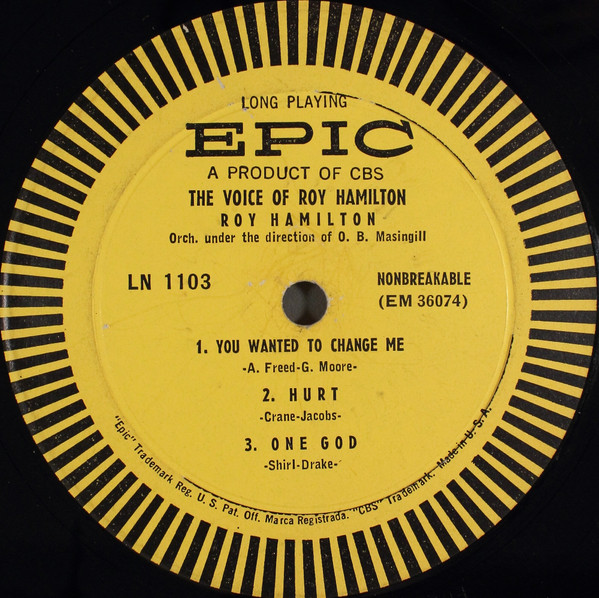 LONG PLAYING
EPIC
A PRODUCT OF CBS
THE VOICE OF ROY HAMILTON
ROY HAMILTON
Orch. under the direction of O. B. Masingill
LN 1103
NONBREAKABLE
(EM 36074)
1. YOU WANTED TO CHANGE ME
-A. Freed-G. Moore-
2. HURT
-Crane-Jacobs-
3. ONE GOD
-Shirl-Drake-
"Epic" Trademark Reg. U. S. Pat. Off. Marca Registrada. "CBS" Trademark. Made in U. S. A.